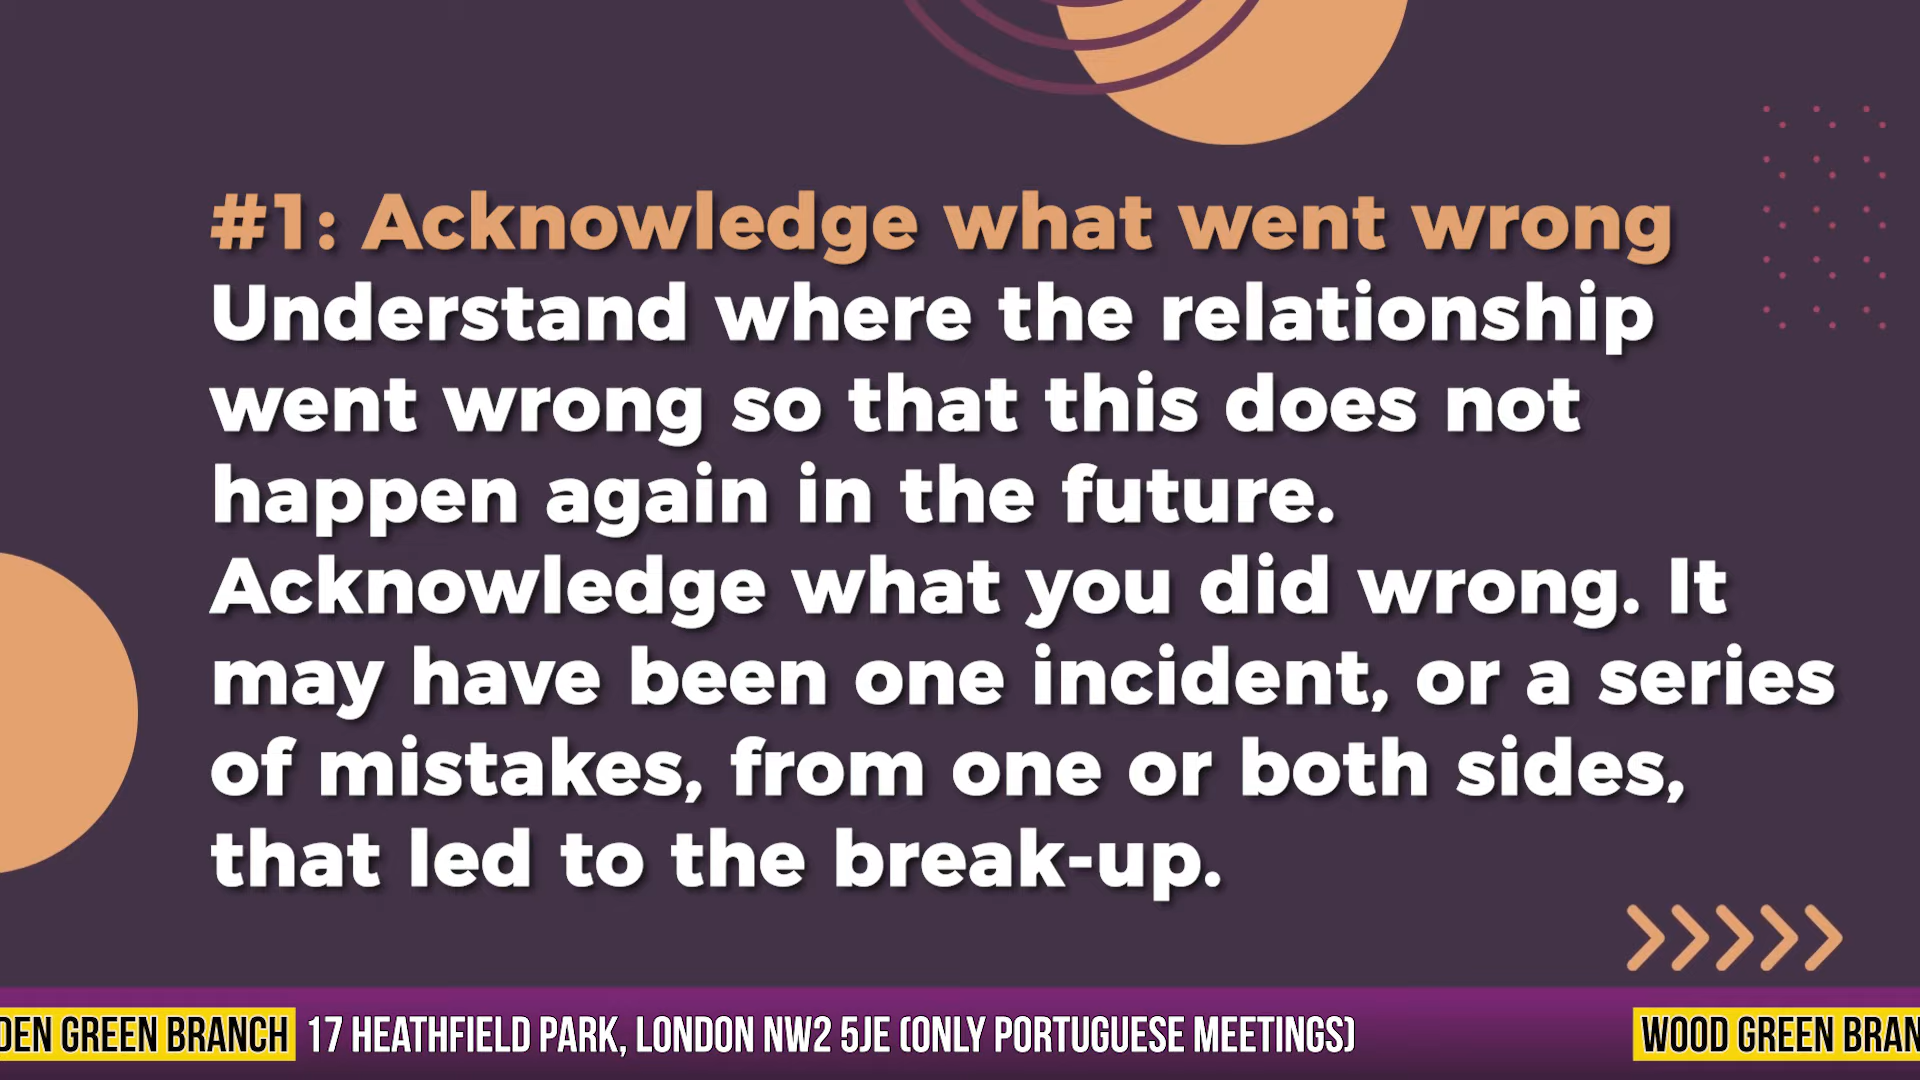 #1: Acknowledge what went wrong
Understand where the relationship
went wrong so that this does not
happen again in the future.
Acknowledge what you did wrong. It
may have been one incident, or a series
of mistakes, from one or both sides,
that led to the break-up.
GREEN BRANCH 17 HEATHFIELD PARK, LONDON NW2 5JE (ONLY PORTUGUESE MEETINGS) WOOD GREEN